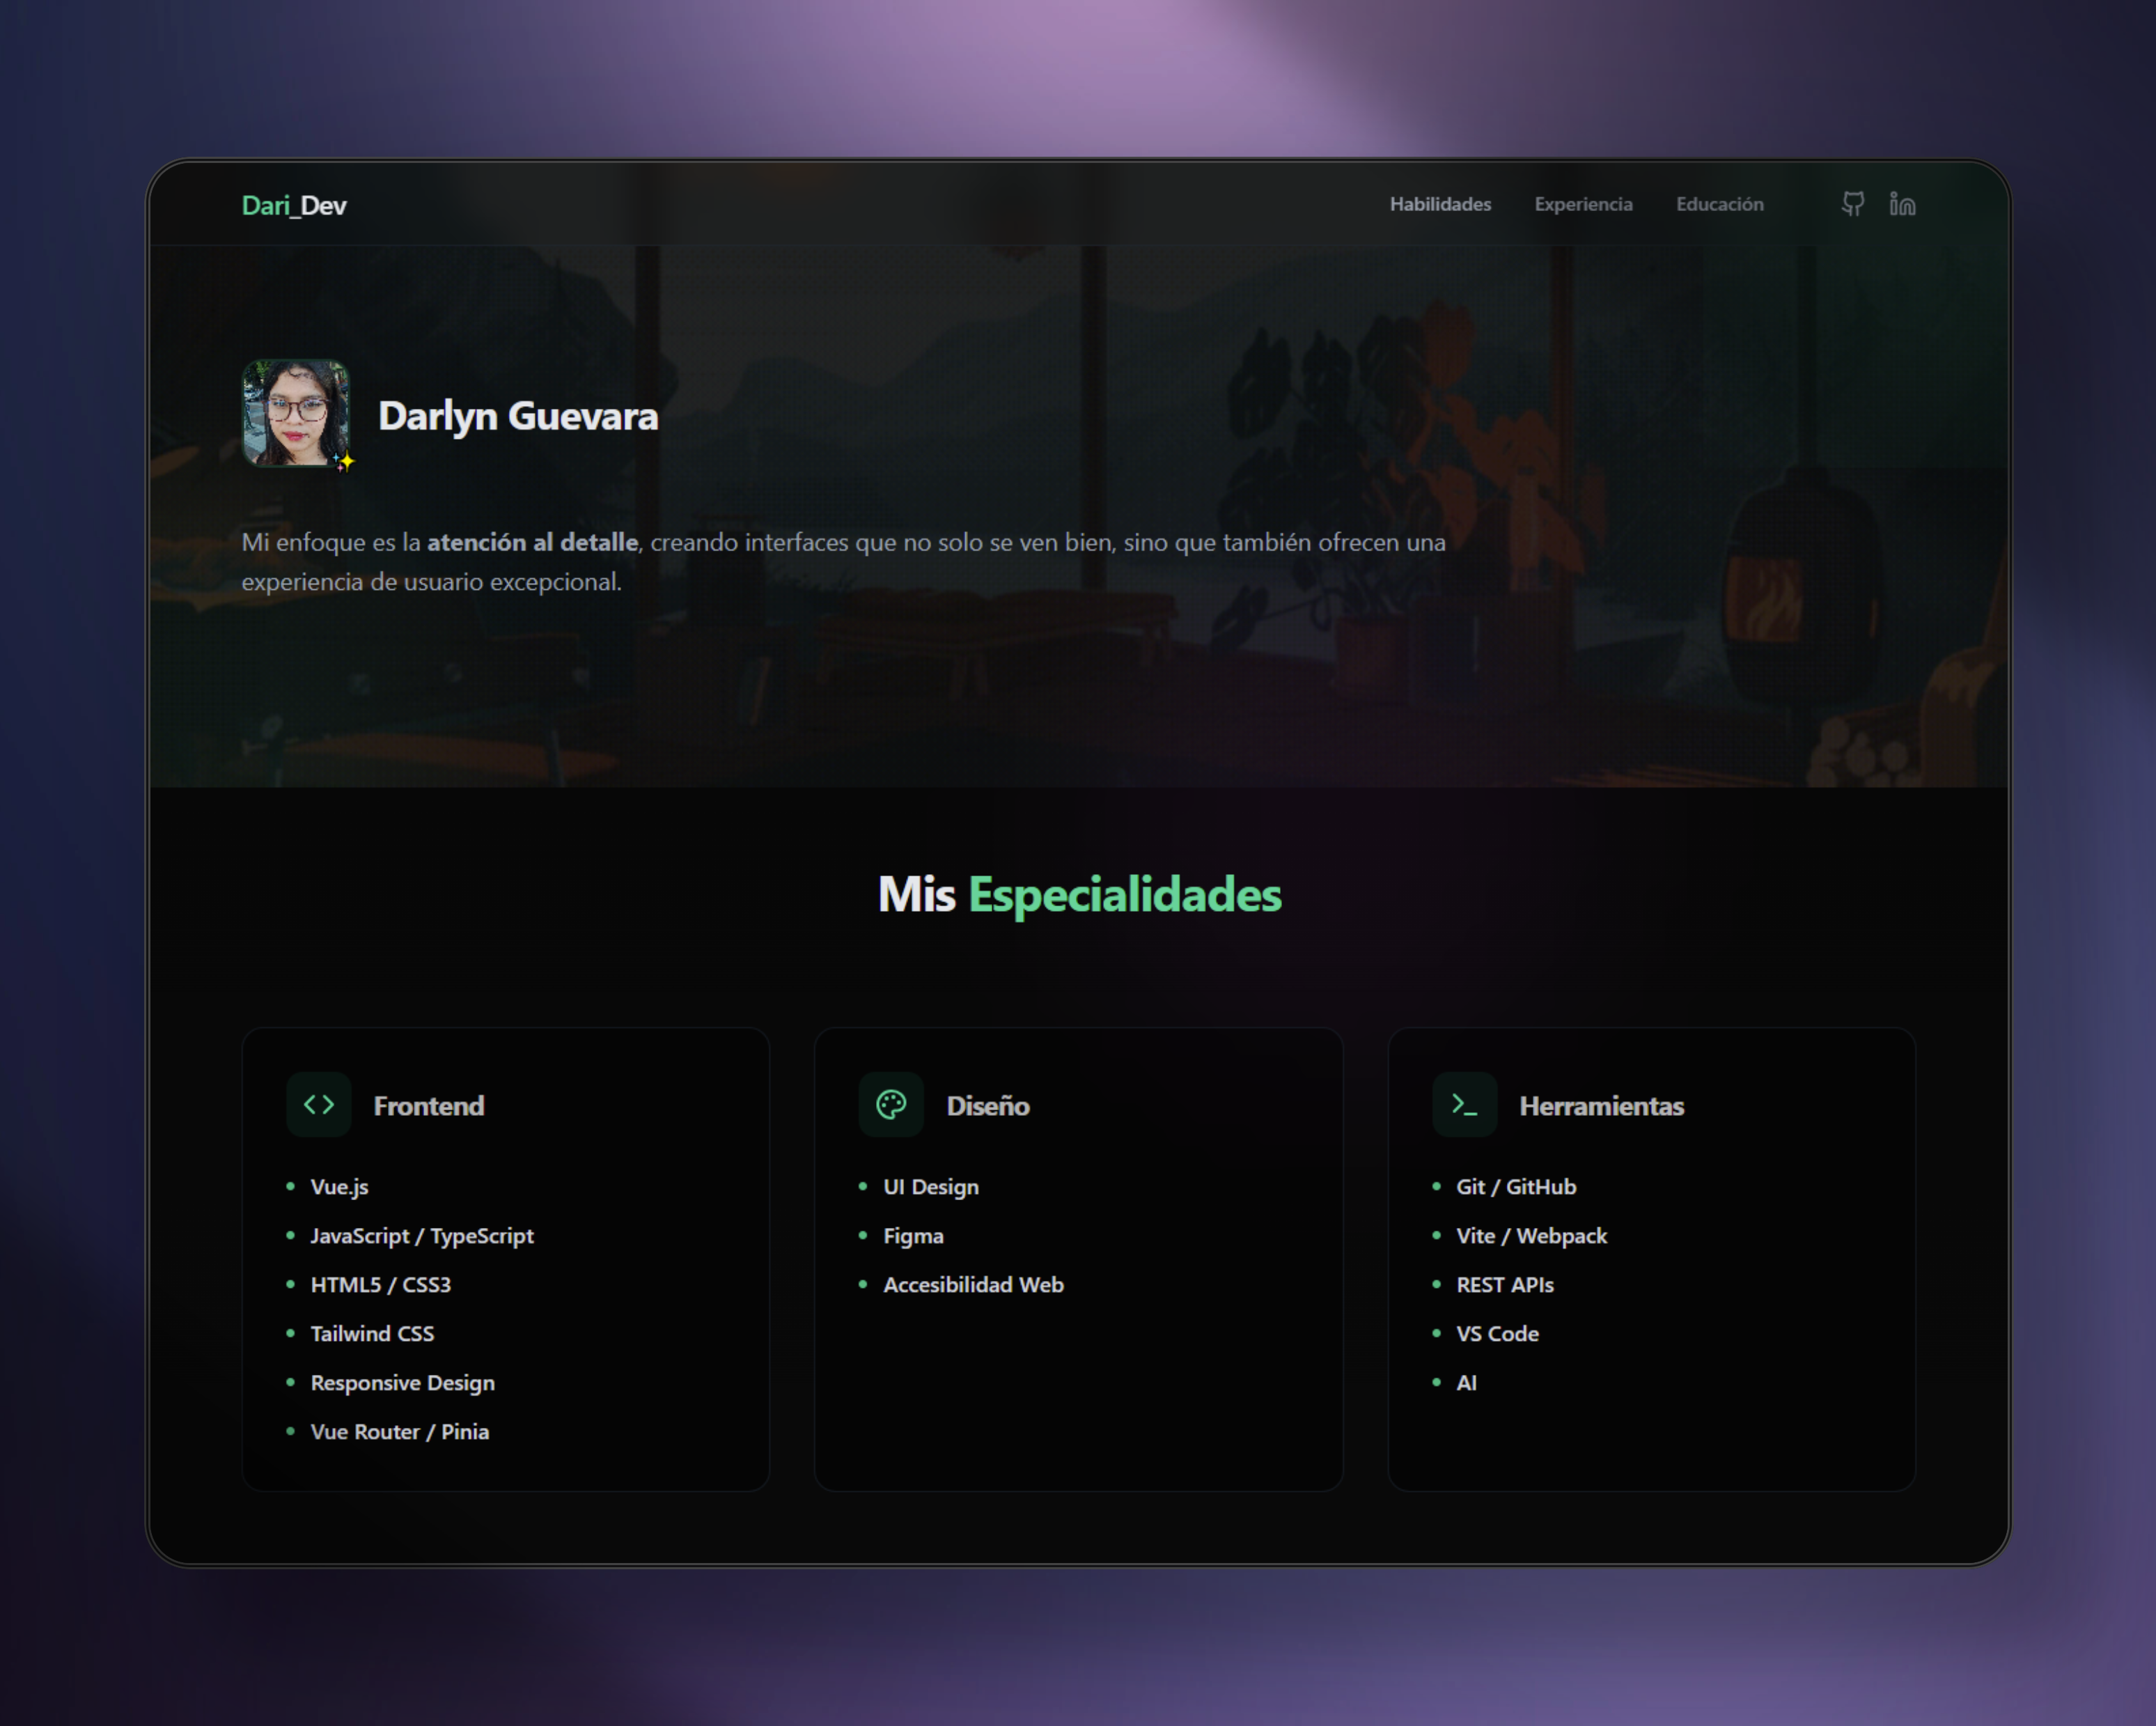 Dari_Dev
Habilidades
Experiencia
Educación
Darlyn Guevara
Mi enfoque es la atención al detalle, creando interfaces que no solo se ven bien, sino que también ofrecen una
experiencia de usuario excepcional.
Mis Especialidades
Frontend
Vue.js
JavaScript / TypeScript
HTML5 / CSS3
Tailwind CSS
Responsive Design
Vue Router / Pinia
Diseño
UI Design
Figma
Accesibilidad Web
Herramientas
Git / GitHub
Vite / Webpack
REST APIs
VS Code
AI